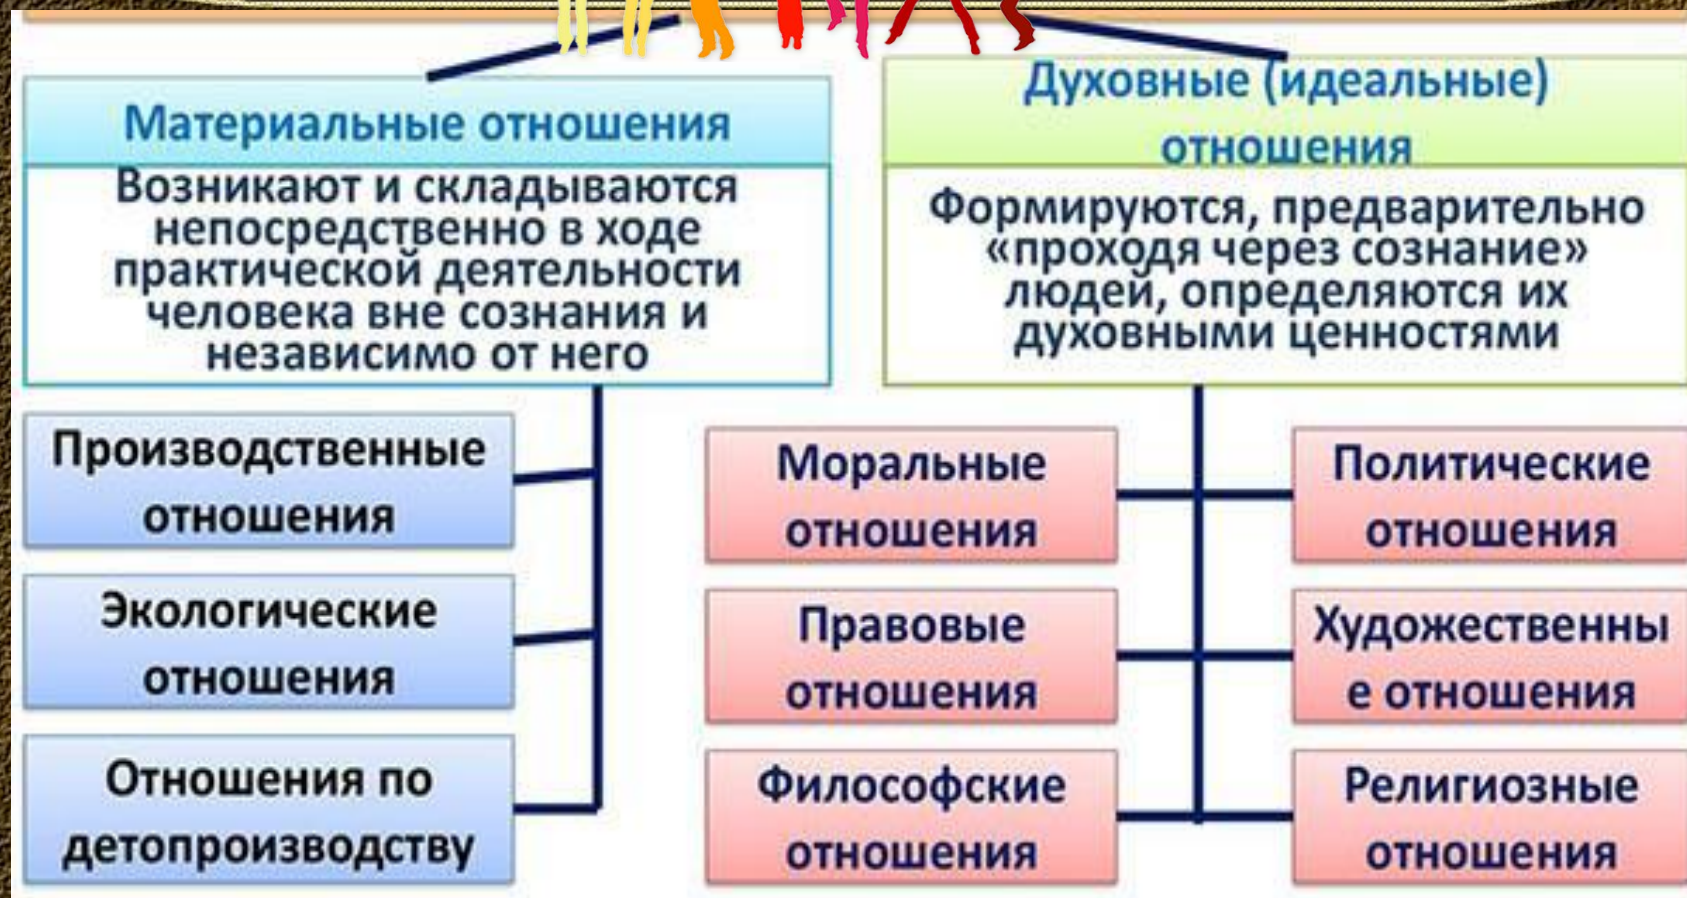 Материальные отношения
Возникают и складываются
непосредственно в ходе
практической деятельности
человека вне сознания и
независимо от него
Производственные
отношения
Экологические
отношения
Отношения по
детопроизводству
Духовные (идеальные)
отношения
Формируются, предварительно
«проходя через сознание»
людей, определяются их
духовными ценностями
Моральные
отношения
Политические
отношения
Правовые
отношения
Художественны
е отношения
Философские
отношения
Религиозные
отношения